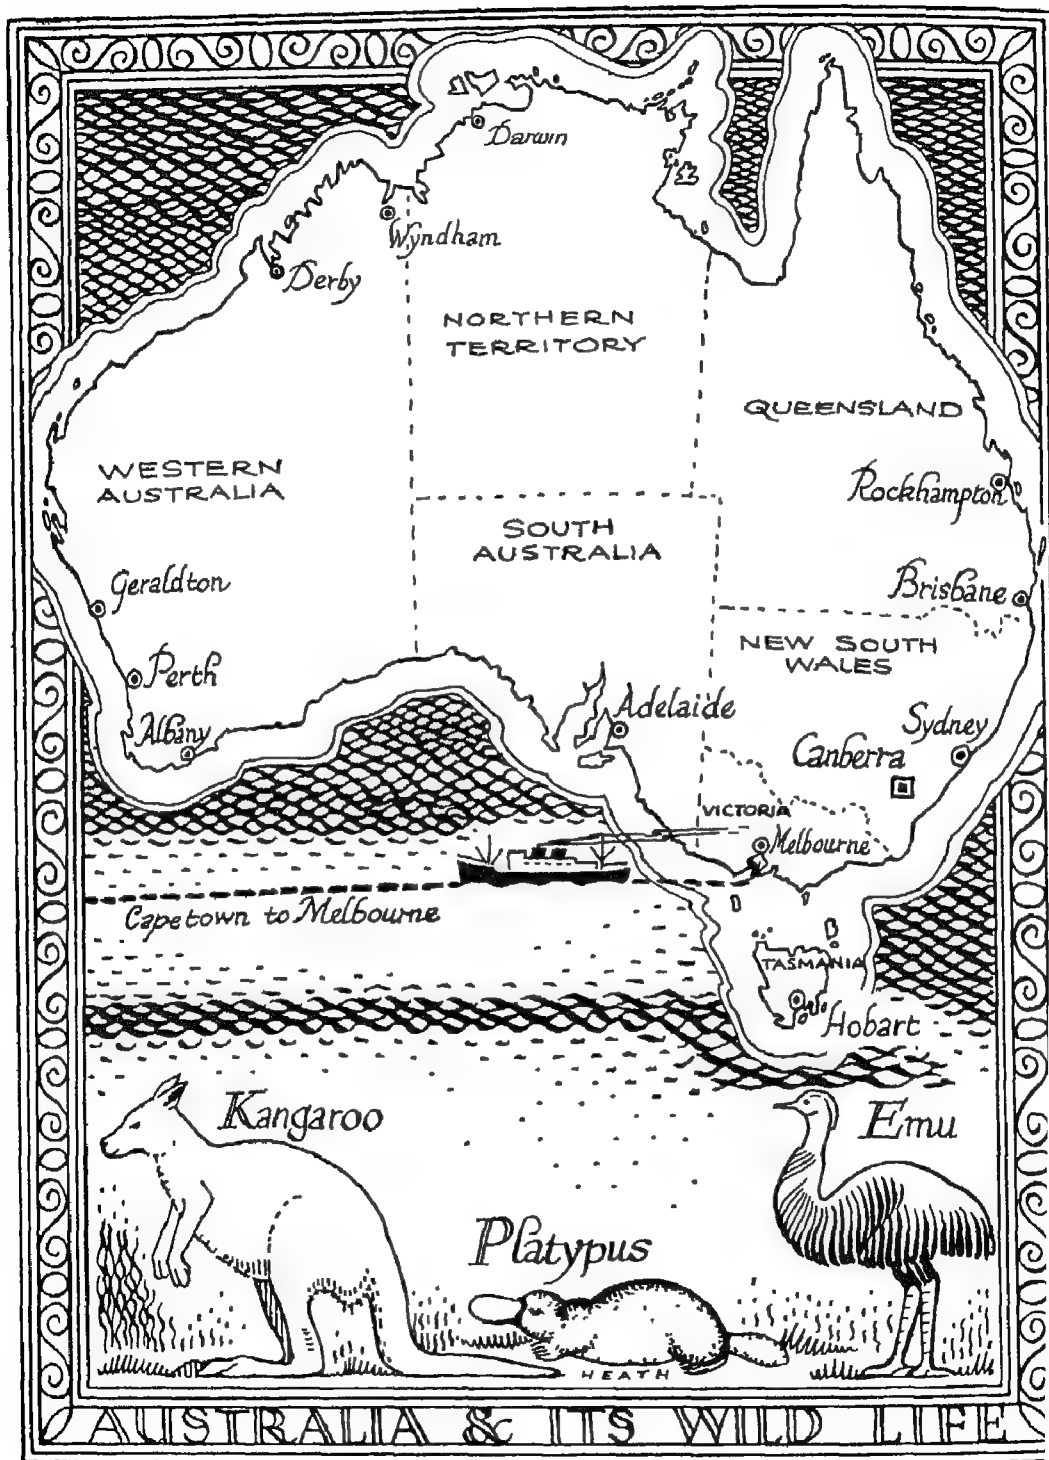 Darwin
Wyndham
Derby
NORTHERN
TERRITORY
QUEENSLAND
WESTERN
AUSTRALIA
Rockhampton
SOUTH
AUSTRALIA
Geraldton
Brisbane
NEW SOUTH
WALES
Perth
Adelaide
Albany
Sydney
Canberra
VICTORIA
Melbourne
Capetown to Melbourne
TASMANIA
Hobart
Kangaroo
Emu
Platypus
HEATH
AUSTRALIA & ITS WILD LIFE